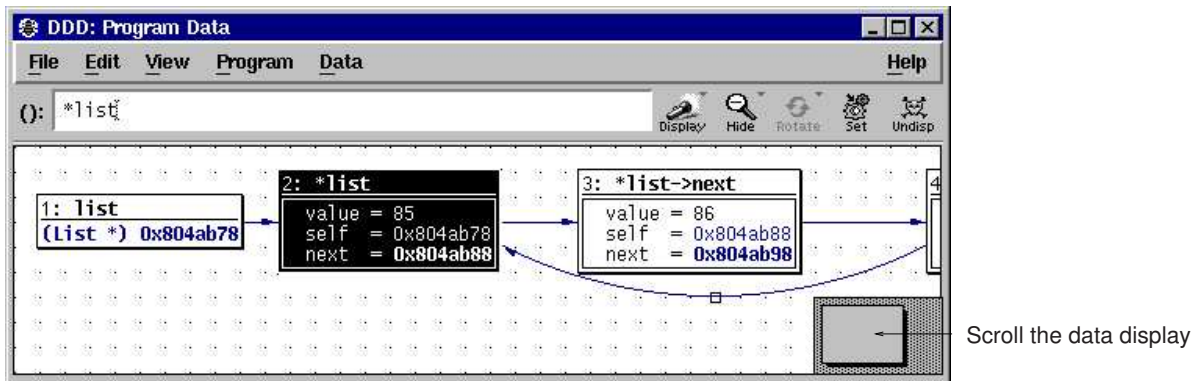 DDD: Program Data
File Edit View Program Data Help
(): *list
Display Hide Rotate Set Undisp
1: list
(List *) 0x804ab78
2: *list
value = 85
self = 0x804ab78
next = 0x804ab88
3: *list->next
value = 86
self = 0x804ab88
next = 0x804ab98
4
Scroll the data display